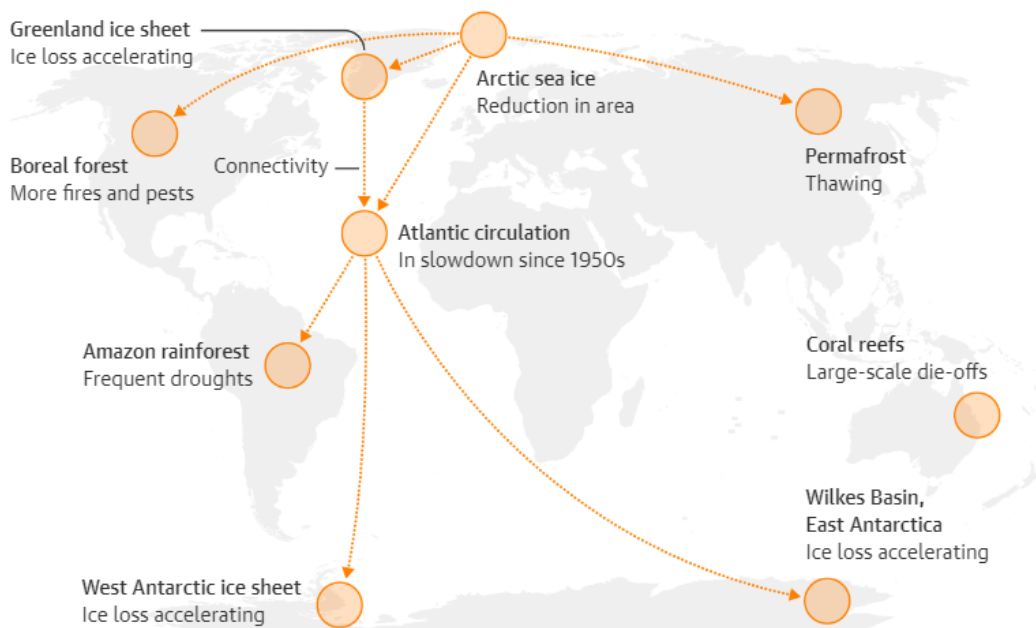 Greenland ice sheet
Ice loss accelerating
Arctic sea ice
Reduction in area
Boreal forest
More fires and pests
Connectivity
Permafrost
Thawing
Atlantic circulation
In slowdown since 1950s
Amazon rainforest
Frequent droughts
Coral reefs
Large-scale die-offs
Wilkes Basin,
East Antarctica
Ice loss accelerating
West Antarctic ice sheet
Ice loss accelerating